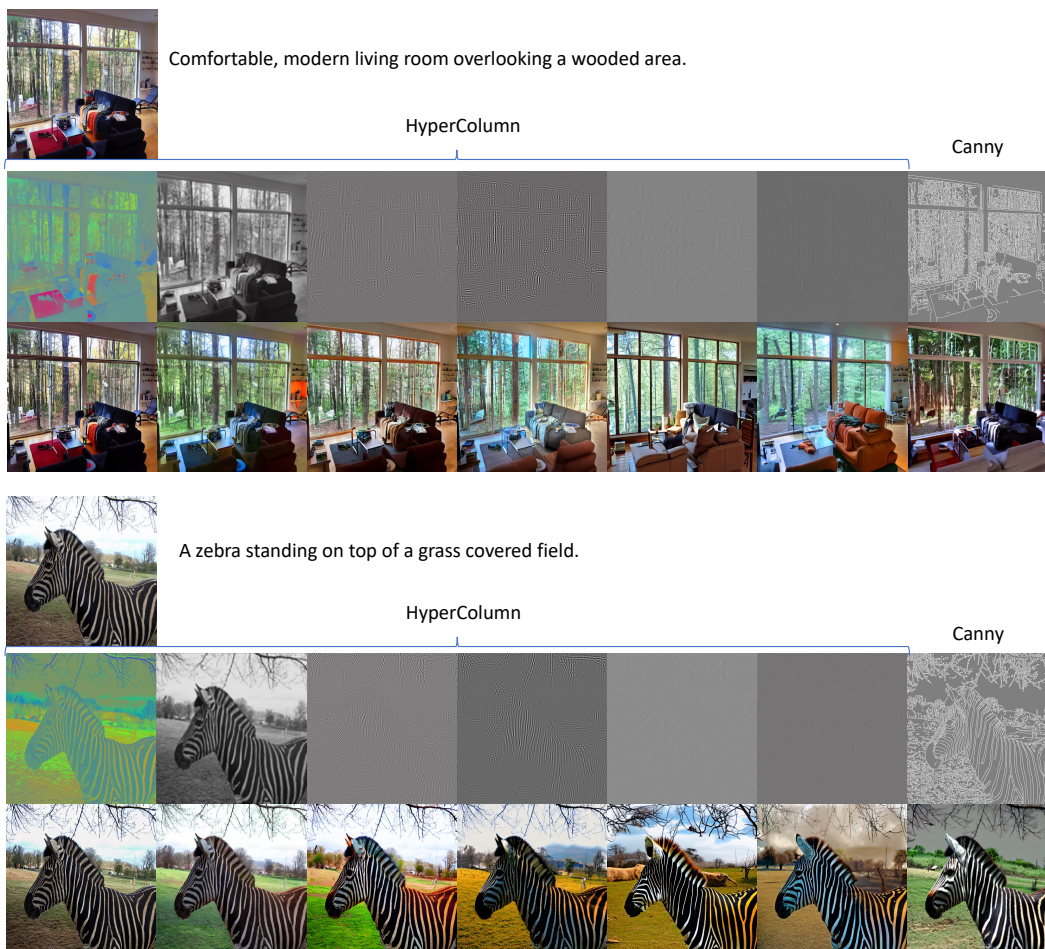 Comfortable, modern living room overlooking a wooded area.
HyperColumn
Canny
A zebra standing on top of a grass covered field.
HyperColumn
Canny